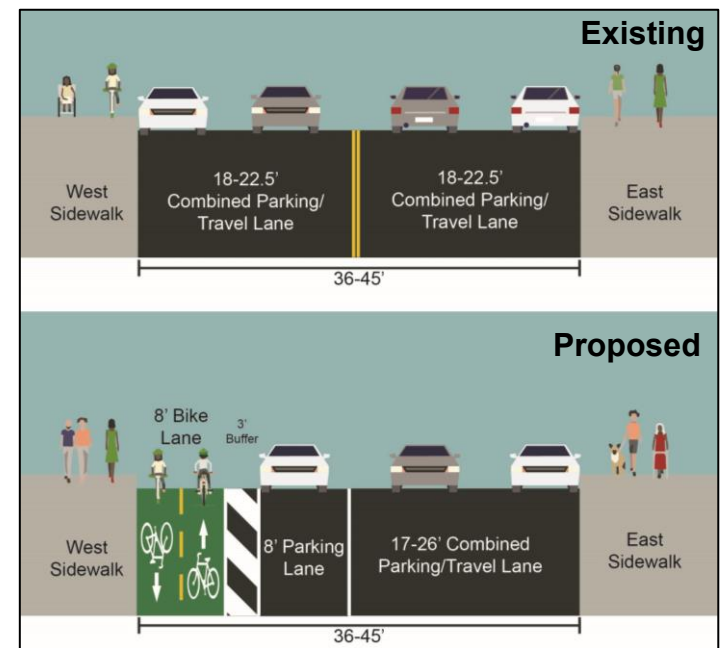 Existing
West
Sidewalk
18-22.5'
Combined Parking/
Travel Lane
18-22.5'
Combined Parking/
Travel Lane
East
Sidewalk
36-45'
Proposed
8' Bike
Lane
3'
Buffer
West
Sidewalk
8' Parking
Lane
17-26' Combined
Parking/Travel Lane
East
Sidewalk
36-45'